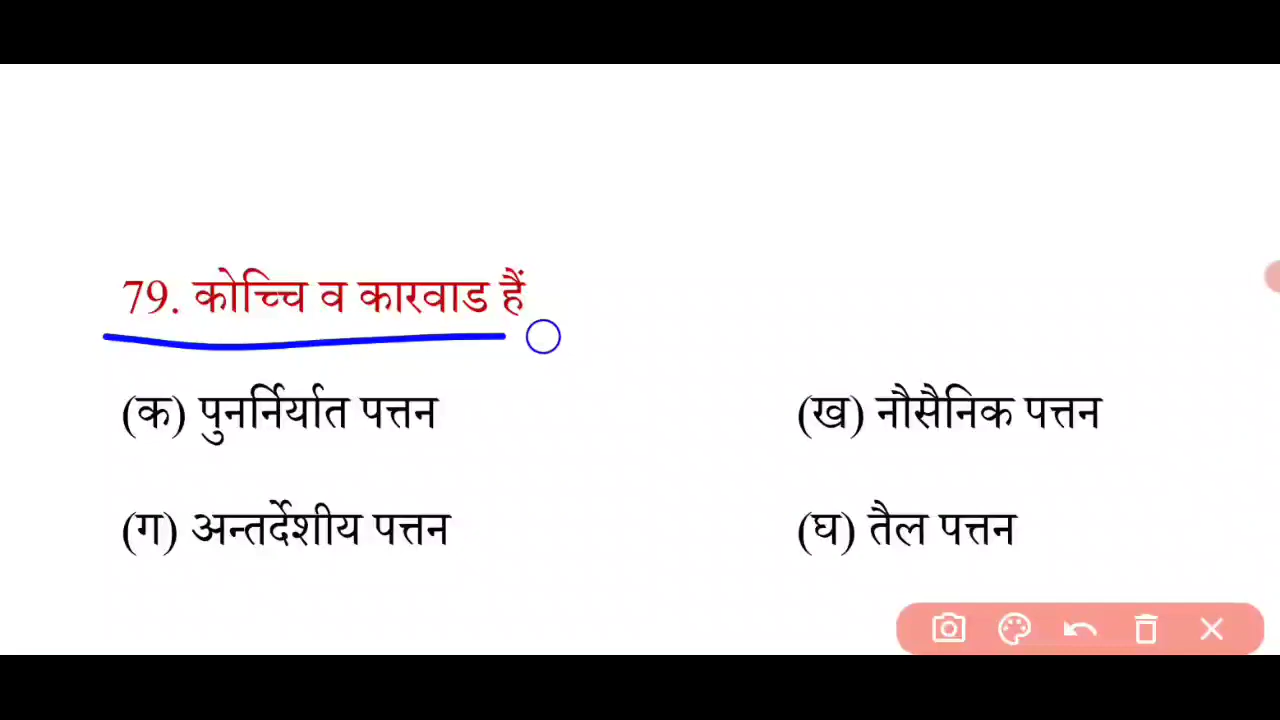 79. कोच्चि व कारवाड हैं
(क) पुनर्निर्यात पत्तन (ख) नौसैनिक पत्तन
(ग) अन्तर्देशीय पत्तन (घ) तैल पत्तन